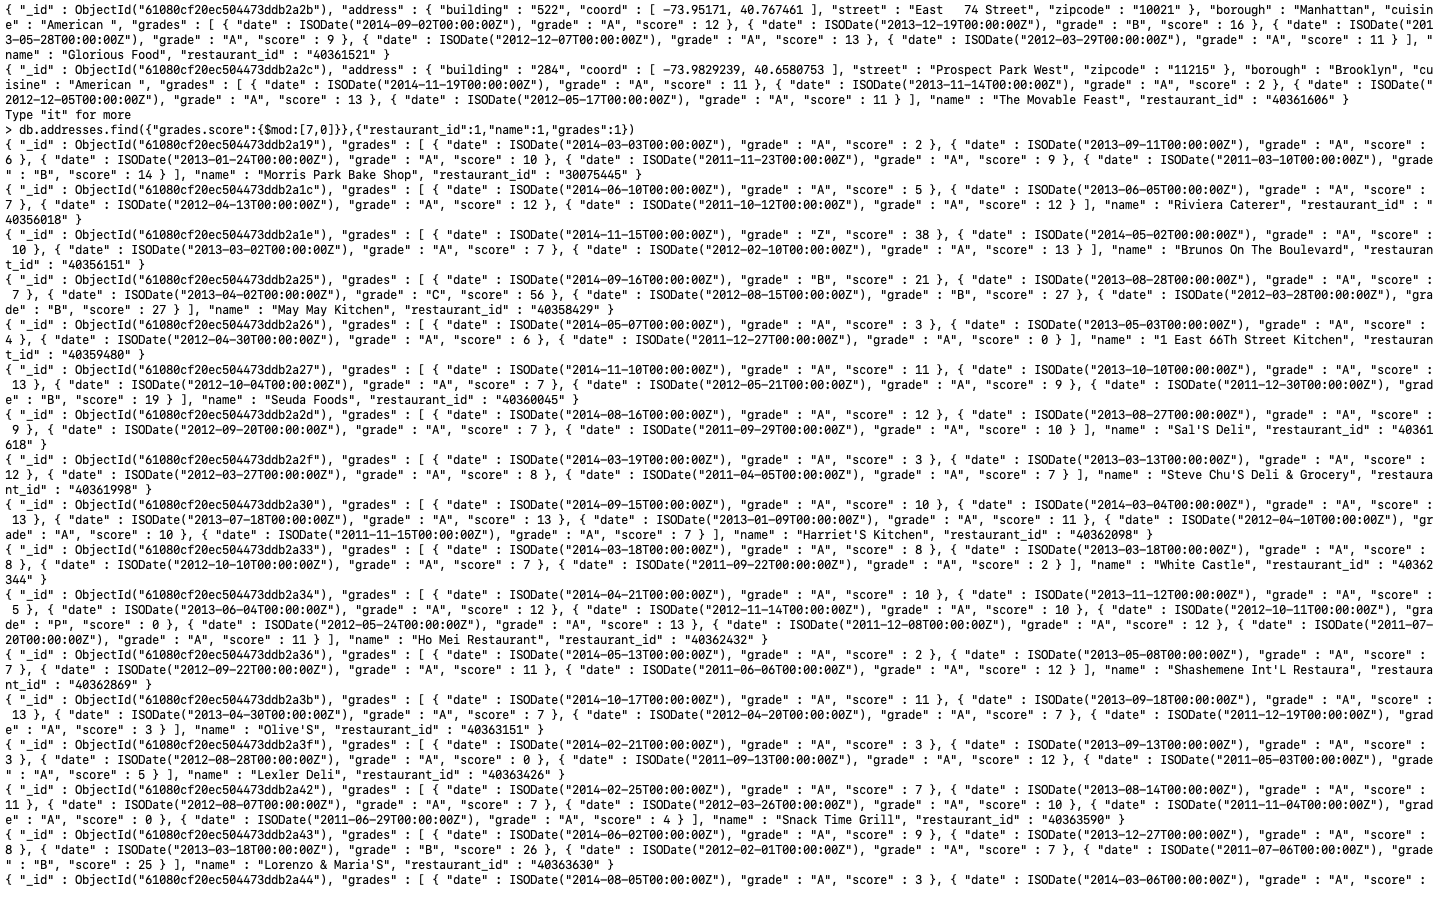 { "_id" : ObjectId("61080cf20ec504473ddb2a2b"), "address" : { "building" : "522", "coord" : [ -73.95171, 40.767461 ], "street" : "East   74 Street", "zipcode" : "10021" }, "borough" : "Manhattan", "cuisin
e" : "American ", "grades" : [ { "date" : ISODate("2014-09-02T00:00:00Z"), "grade" : "A", "score" : 12 }, { "date" : ISODate("2013-12-19T00:00:00Z"), "grade" : "B", "score" : 16 }, { "date" : ISODate("201
3-05-28T00:00:00Z"), "grade" : "A", "score" : 9 }, { "date" : ISODate("2012-12-07T00:00:00Z"), "grade" : "A", "score" : 13 }, { "date" : ISODate("2012-03-29T00:00:00Z"), "grade" : "A", "score" : 11 } ], "
name" : "Glorious Food", "restaurant_id" : "40361521" }
{ "_id" : ObjectId("61080cf20ec504473ddb2a2c"), "address" : { "building" : "284", "coord" : [ -73.9829239, 40.6580753 ], "street" : "Prospect Park West", "zipcode" : "11215" }, "borough" : "Brooklyn", "cu
isine" : "American ", "grades" : [ { "date" : ISODate("2014-11-19T00:00:00Z"), "grade" : "A", "score" : 11 }, { "date" : ISODate("2013-11-14T00:00:00Z"), "grade" : "A", "score" : 2 }, { "date" : ISODate("
2012-12-05T00:00:00Z"), "grade" : "A", "score" : 13 }, { "date" : ISODate("2012-05-17T00:00:00Z"), "grade" : "A", "score" : 11 } ], "name" : "The Movable Feast", "restaurant_id" : "40361606" }
Type "it" for more
> db.addresses.find({"grades.score":{$mod:[7,0]}},{"restaurant_id":1,"name":1,"grades":1})
{ "_id" : ObjectId("61080cf20ec504473ddb2a19"), "grades" : [ { "date" : ISODate("2014-03-03T00:00:00Z"), "grade" : "A", "score" : 2 }, { "date" : ISODate("2013-09-11T00:00:00Z"), "grade" : "A", "score" :
6 }, { "date" : ISODate("2013-01-24T00:00:00Z"), "grade" : "A", "score" : 10 }, { "date" : ISODate("2011-11-23T00:00:00Z"), "grade" : "A", "score" : 9 }, { "date" : ISODate("2011-03-10T00:00:00Z"), "grade
" : "B", "score" : 14 } ], "name" : "Morris Park Bake Shop", "restaurant_id" : "30075445" }
{ "_id" : ObjectId("61080cf20ec504473ddb2a1c"), "grades" : [ { "date" : ISODate("2014-06-10T00:00:00Z"), "grade" : "A", "score" : 5 }, { "date" : ISODate("2013-06-05T00:00:00Z"), "grade" : "A", "score" :
7 }, { "date" : ISODate("2012-04-13T00:00:00Z"), "grade" : "A", "score" : 12 }, { "date" : ISODate("2011-10-12T00:00:00Z"), "grade" : "A", "score" : 12 } ], "name" : "Riviera Caterer", "restaurant_id" : "
40356018" }
{ "_id" : ObjectId("61080cf20ec504473ddb2a1e"), "grades" : [ { "date" : ISODate("2014-11-15T00:00:00Z"), "grade" : "Z", "score" : 38 }, { "date" : ISODate("2014-05-02T00:00:00Z"), "grade" : "A", "score" :
 10 }, { "date" : ISODate("2013-03-02T00:00:00Z"), "grade" : "A", "score" : 7 }, { "date" : ISODate("2012-02-10T00:00:00Z"), "grade" : "A", "score" : 13 } ], "name" : "Brunos On The Boulevard", "restauran
t_id" : "40356151" }
{ "_id" : ObjectId("61080cf20ec504473ddb2a25"), "grades" : [ { "date" : ISODate("2014-09-16T00:00:00Z"), "grade" : "B", "score" : 21 }, { "date" : ISODate("2013-08-28T00:00:00Z"), "grade" : "A", "score" :
 7 }, { "date" : ISODate("2013-04-02T00:00:00Z"), "grade" : "C", "score" : 56 }, { "date" : ISODate("2012-08-15T00:00:00Z"), "grade" : "B", "score" : 27 }, { "date" : ISODate("2012-03-28T00:00:00Z"), "gra
de" : "B", "score" : 27 } ], "name" : "May May Kitchen", "restaurant_id" : "40358429" }
{ "_id" : ObjectId("61080cf20ec504473ddb2a26"), "grades" : [ { "date" : ISODate("2014-05-07T00:00:00Z"), "grade" : "A", "score" : 3 }, { "date" : ISODate("2013-05-03T00:00:00Z"), "grade" : "A", "score" :
4 }, { "date" : ISODate("2012-04-30T00:00:00Z"), "grade" : "A", "score" : 6 }, { "date" : ISODate("2011-12-27T00:00:00Z"), "grade" : "A", "score" : 0 } ], "name" : "1 East 66Th Street Kitchen", "restauran
t_id" : "40359480" }
{ "_id" : ObjectId("61080cf20ec504473ddb2a27"), "grades" : [ { "date" : ISODate("2014-11-10T00:00:00Z"), "grade" : "A", "score" : 11 }, { "date" : ISODate("2013-10-10T00:00:00Z"), "grade" : "A", "score" :
 13 }, { "date" : ISODate("2012-10-04T00:00:00Z"), "grade" : "A", "score" : 7 }, { "date" : ISODate("2012-05-21T00:00:00Z"), "grade" : "A", "score" : 9 }, { "date" : ISODate("2011-12-30T00:00:00Z"), "grad
e" : "B", "score" : 19 } ], "name" : "Seuda Foods", "restaurant_id" : "40360045" }
{ "_id" : ObjectId("61080cf20ec504473ddb2a2d"), "grades" : [ { "date" : ISODate("2014-08-16T00:00:00Z"), "grade" : "A", "score" : 12 }, { "date" : ISODate("2013-08-27T00:00:00Z"), "grade" : "A", "score" :
 9 }, { "date" : ISODate("2012-09-20T00:00:00Z"), "grade" : "A", "score" : 7 }, { "date" : ISODate("2011-09-29T00:00:00Z"), "grade" : "A", "score" : 10 } ], "name" : "Sal'S Deli", "restaurant_id" : "40361
618" }
{ "_id" : ObjectId("61080cf20ec504473ddb2a2f"), "grades" : [ { "date" : ISODate("2014-03-19T00:00:00Z"), "grade" : "A", "score" : 3 }, { "date" : ISODate("2013-03-13T00:00:00Z"), "grade" : "A", "score" :
12 }, { "date" : ISODate("2012-03-27T00:00:00Z"), "grade" : "A", "score" : 8 }, { "date" : ISODate("2011-04-05T00:00:00Z"), "grade" : "A", "score" : 7 } ], "name" : "Steve Chu'S Deli & Grocery", "restaura
nt_id" : "40361998" }
{ "_id" : ObjectId("61080cf20ec504473ddb2a30"), "grades" : [ { "date" : ISODate("2014-09-15T00:00:00Z"), "grade" : "A", "score" : 10 }, { "date" : ISODate("2014-03-04T00:00:00Z"), "grade" : "A", "score" :
 13 }, { "date" : ISODate("2013-07-18T00:00:00Z"), "grade" : "A", "score" : 13 }, { "date" : ISODate("2013-01-09T00:00:00Z"), "grade" : "A", "score" : 11 }, { "date" : ISODate("2012-04-10T00:00:00Z"), "gr
ade" : "A", "score" : 10 }, { "date" : ISODate("2011-11-15T00:00:00Z"), "grade" : "A", "score" : 7 } ], "name" : "Harriet'S Kitchen", "restaurant_id" : "40362098" }
{ "_id" : ObjectId("61080cf20ec504473ddb2a33"), "grades" : [ { "date" : ISODate("2014-03-18T00:00:00Z"), "grade" : "A", "score" : 8 }, { "date" : ISODate("2013-03-18T00:00:00Z"), "grade" : "A", "score" :
8 }, { "date" : ISODate("2012-10-10T00:00:00Z"), "grade" : "A", "score" : 7 }, { "date" : ISODate("2011-09-22T00:00:00Z"), "grade" : "A", "score" : 2 } ], "name" : "White Castle", "restaurant_id" : "40362
344" }
{ "_id" : ObjectId("61080cf20ec504473ddb2a34"), "grades" : [ { "date" : ISODate("2014-04-21T00:00:00Z"), "grade" : "A", "score" : 10 }, { "date" : ISODate("2013-11-12T00:00:00Z"), "grade" : "A", "score" :
 5 }, { "date" : ISODate("2013-06-04T00:00:00Z"), "grade" : "A", "score" : 12 }, { "date" : ISODate("2012-11-14T00:00:00Z"), "grade" : "A", "score" : 10 }, { "date" : ISODate("2012-10-11T00:00:00Z"), "gra
de" : "P", "score" : 0 }, { "date" : ISODate("2012-05-24T00:00:00Z"), "grade" : "A", "score" : 13 }, { "date" : ISODate("2011-12-08T00:00:00Z"), "grade" : "A", "score" : 12 }, { "date" : ISODate("2011-07-
20T00:00:00Z"), "grade" : "A", "score" : 11 } ], "name" : "Ho Mei Restaurant", "restaurant_id" : "40362432" }
{ "_id" : ObjectId("61080cf20ec504473ddb2a36"), "grades" : [ { "date" : ISODate("2014-05-13T00:00:00Z"), "grade" : "A", "score" : 2 }, { "date" : ISODate("2013-05-08T00:00:00Z"), "grade" : "A", "score" :
7 }, { "date" : ISODate("2012-09-22T00:00:00Z"), "grade" : "A", "score" : 11 }, { "date" : ISODate("2011-06-06T00:00:00Z"), "grade" : "A", "score" : 12 } ], "name" : "Shashemene Int'L Restaura", "restaura
nt_id" : "40362869" }
{ "_id" : ObjectId("61080cf20ec504473ddb2a3b"), "grades" : [ { "date" : ISODate("2014-10-17T00:00:00Z"), "grade" : "A", "score" : 11 }, { "date" : ISODate("2013-09-18T00:00:00Z"), "grade" : "A", "score" :
 13 }, { "date" : ISODate("2013-04-30T00:00:00Z"), "grade" : "A", "score" : 7 }, { "date" : ISODate("2012-04-20T00:00:00Z"), "grade" : "A", "score" : 7 }, { "date" : ISODate("2011-12-19T00:00:00Z"), "grad
e" : "A", "score" : 3 } ], "name" : "Olive'S", "restaurant_id" : "40363151" }
{ "_id" : ObjectId("61080cf20ec504473ddb2a3f"), "grades" : [ { "date" : ISODate("2014-02-21T00:00:00Z"), "grade" : "A", "score" : 3 }, { "date" : ISODate("2013-09-13T00:00:00Z"), "grade" : "A", "score" :
3 }, { "date" : ISODate("2012-08-28T00:00:00Z"), "grade" : "A", "score" : 0 }, { "date" : ISODate("2011-09-13T00:00:00Z"), "grade" : "A", "score" : 12 }, { "date" : ISODate("2011-05-03T00:00:00Z"), "grade
" : "A", "score" : 5 } ], "name" : "Lexler Deli", "restaurant_id" : "40363426" }
{ "_id" : ObjectId("61080cf20ec504473ddb2a42"), "grades" : [ { "date" : ISODate("2014-02-25T00:00:00Z"), "grade" : "A", "score" : 7 }, { "date" : ISODate("2013-08-14T00:00:00Z"), "grade" : "A", "score" :
11 }, { "date" : ISODate("2012-08-07T00:00:00Z"), "grade" : "A", "score" : 7 }, { "date" : ISODate("2012-03-26T00:00:00Z"), "grade" : "A", "score" : 10 }, { "date" : ISODate("2011-11-04T00:00:00Z"), "grad
e" : "A", "score" : 0 }, { "date" : ISODate("2011-06-29T00:00:00Z"), "grade" : "A", "score" : 4 } ], "name" : "Snack Time Grill", "restaurant_id" : "40363590" }
{ "_id" : ObjectId("61080cf20ec504473ddb2a43"), "grades" : [ { "date" : ISODate("2014-06-02T00:00:00Z"), "grade" : "A", "score" : 9 }, { "date" : ISODate("2013-12-27T00:00:00Z"), "grade" : "A", "score" :
8 }, { "date" : ISODate("2013-03-18T00:00:00Z"), "grade" : "B", "score" : 26 }, { "date" : ISODate("2012-02-01T00:00:00Z"), "grade" : "A", "score" : 7 }, { "date" : ISODate("2011-07-06T00:00:00Z"), "grade
" : "B", "score" : 25 } ], "name" : "Lorenzo & Maria'S", "restaurant_id" : "40363630" }
{ "_id" : ObjectId("61080cf20ec504473ddb2a44"), "grades" : [ { "date" : ISODate("2014-08-05T00:00:00Z"), "grade" : "A", "score" : 3 }, { "date" : ISODate("2014-03-06T00:00:00Z"), "grade" : "A", "score" :